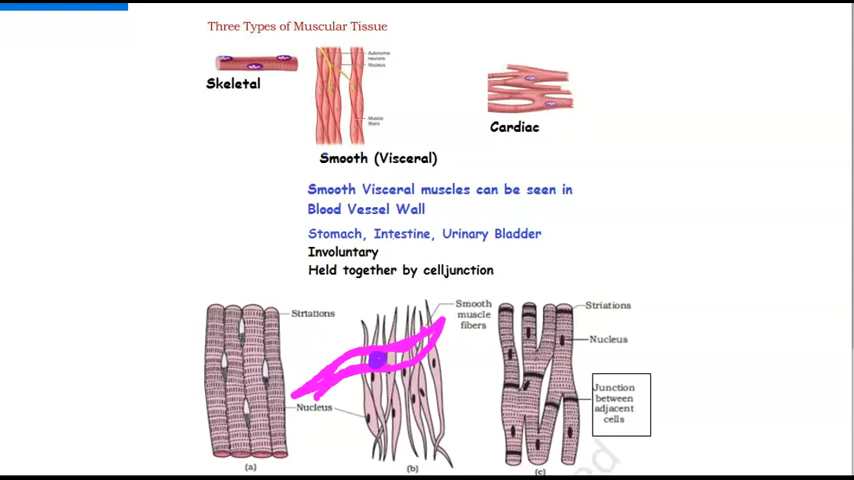 Three Types of Muscular Tissue
Autonomic
neurons
Nucleus
Skeletal
Muscle
fibers
Cardiac
Smooth (Visceral)
Smooth Visceral muscles can be seen in
Blood Vessel Wall
Stomach, Intestine, Urinary Bladder
Involuntary
Held together by celljunction
Striations
Smooth
muscle
fibers
Striations
Nucleus
Junction
between
adjacent
cells
Nucleus
(a)
(b)
(c)